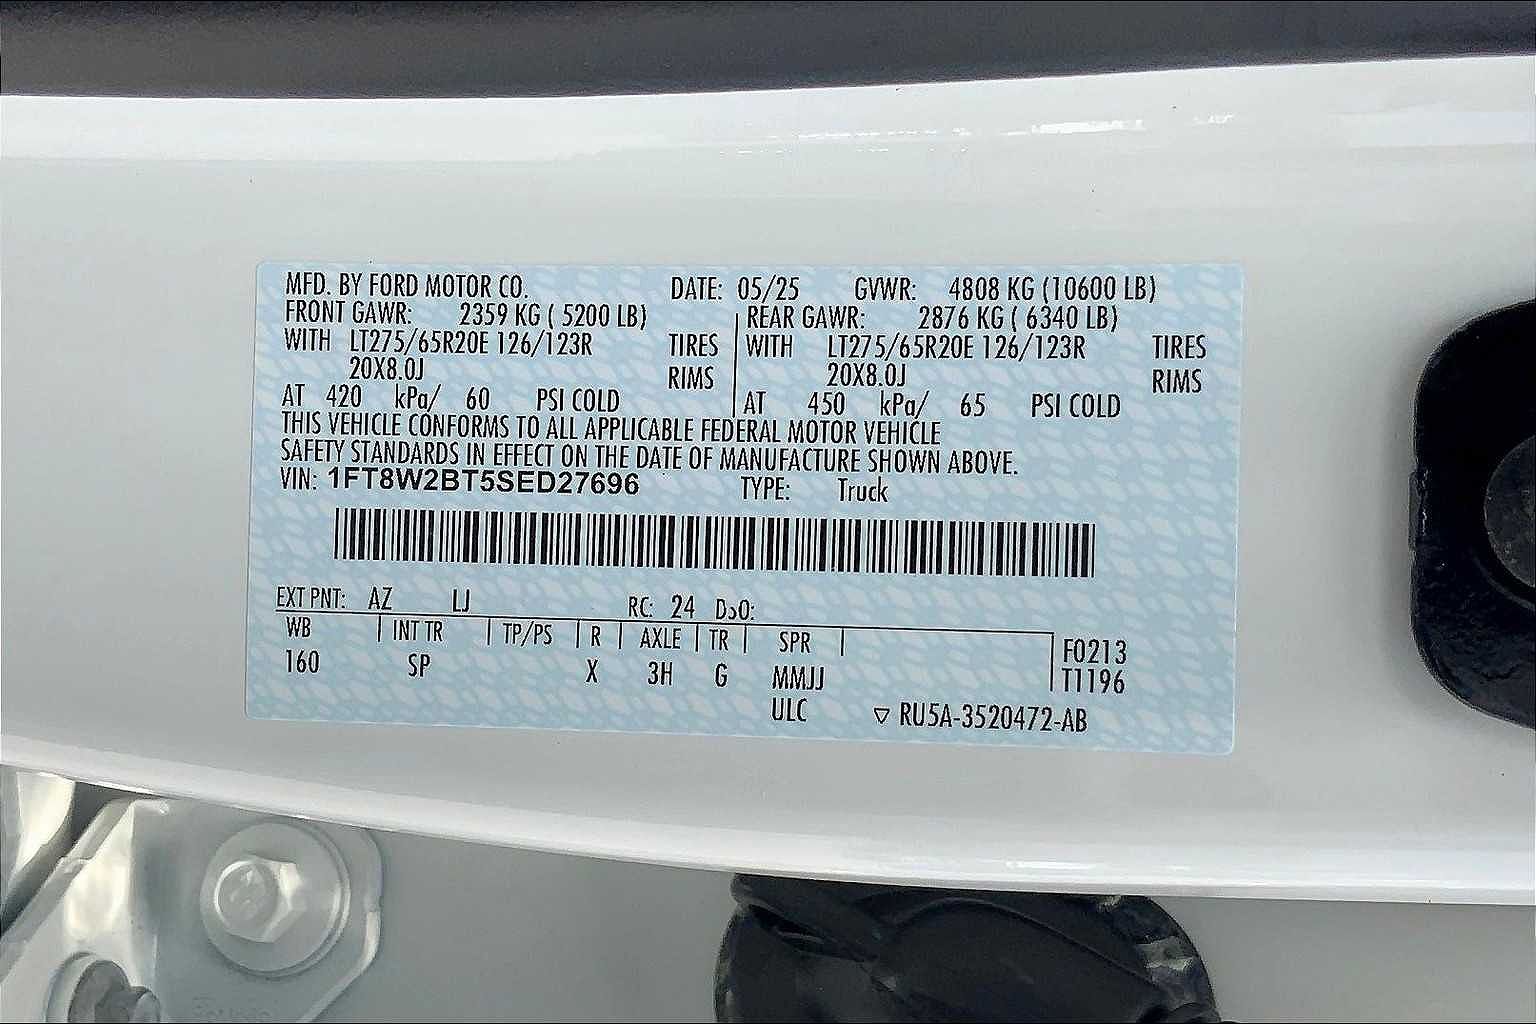 MFD. BY FORD MOTOR CO. DATE: 05/25 GVWR: 4808 KG (10600 LB)
FRONT GAWR: 2359 KG ( 5200 LB) REAR GAWR: 2876 KG ( 6340 LB)
WITH LT275/65R20E 126/123R TIRES WITH LT275/65R20E 126/123R TIRES
20X8.0J RIMS 20X8.0J RIMS
AT 420 kPa/ 60 PSI COLD AT 450 kPa/ 65 PSI COLD
THIS VEHICLE CONFORMS TO ALL APPLICABLE FEDERAL MOTOR VEHICLE
SAFETY STANDARDS IN EFFECT ON THE DATE OF MANUFACTURE SHOWN ABOVE.
VIN: 1FT8W2BT5SED27696 TYPE: Truck
EXT PNT: AZ LJ RC: 24 DSO:
WB INT TR TP/PS R AXLE TR SPR F0213
160 SP X 3H G MMJJ T1196
ULC ▽ RU5A-3520472-AB